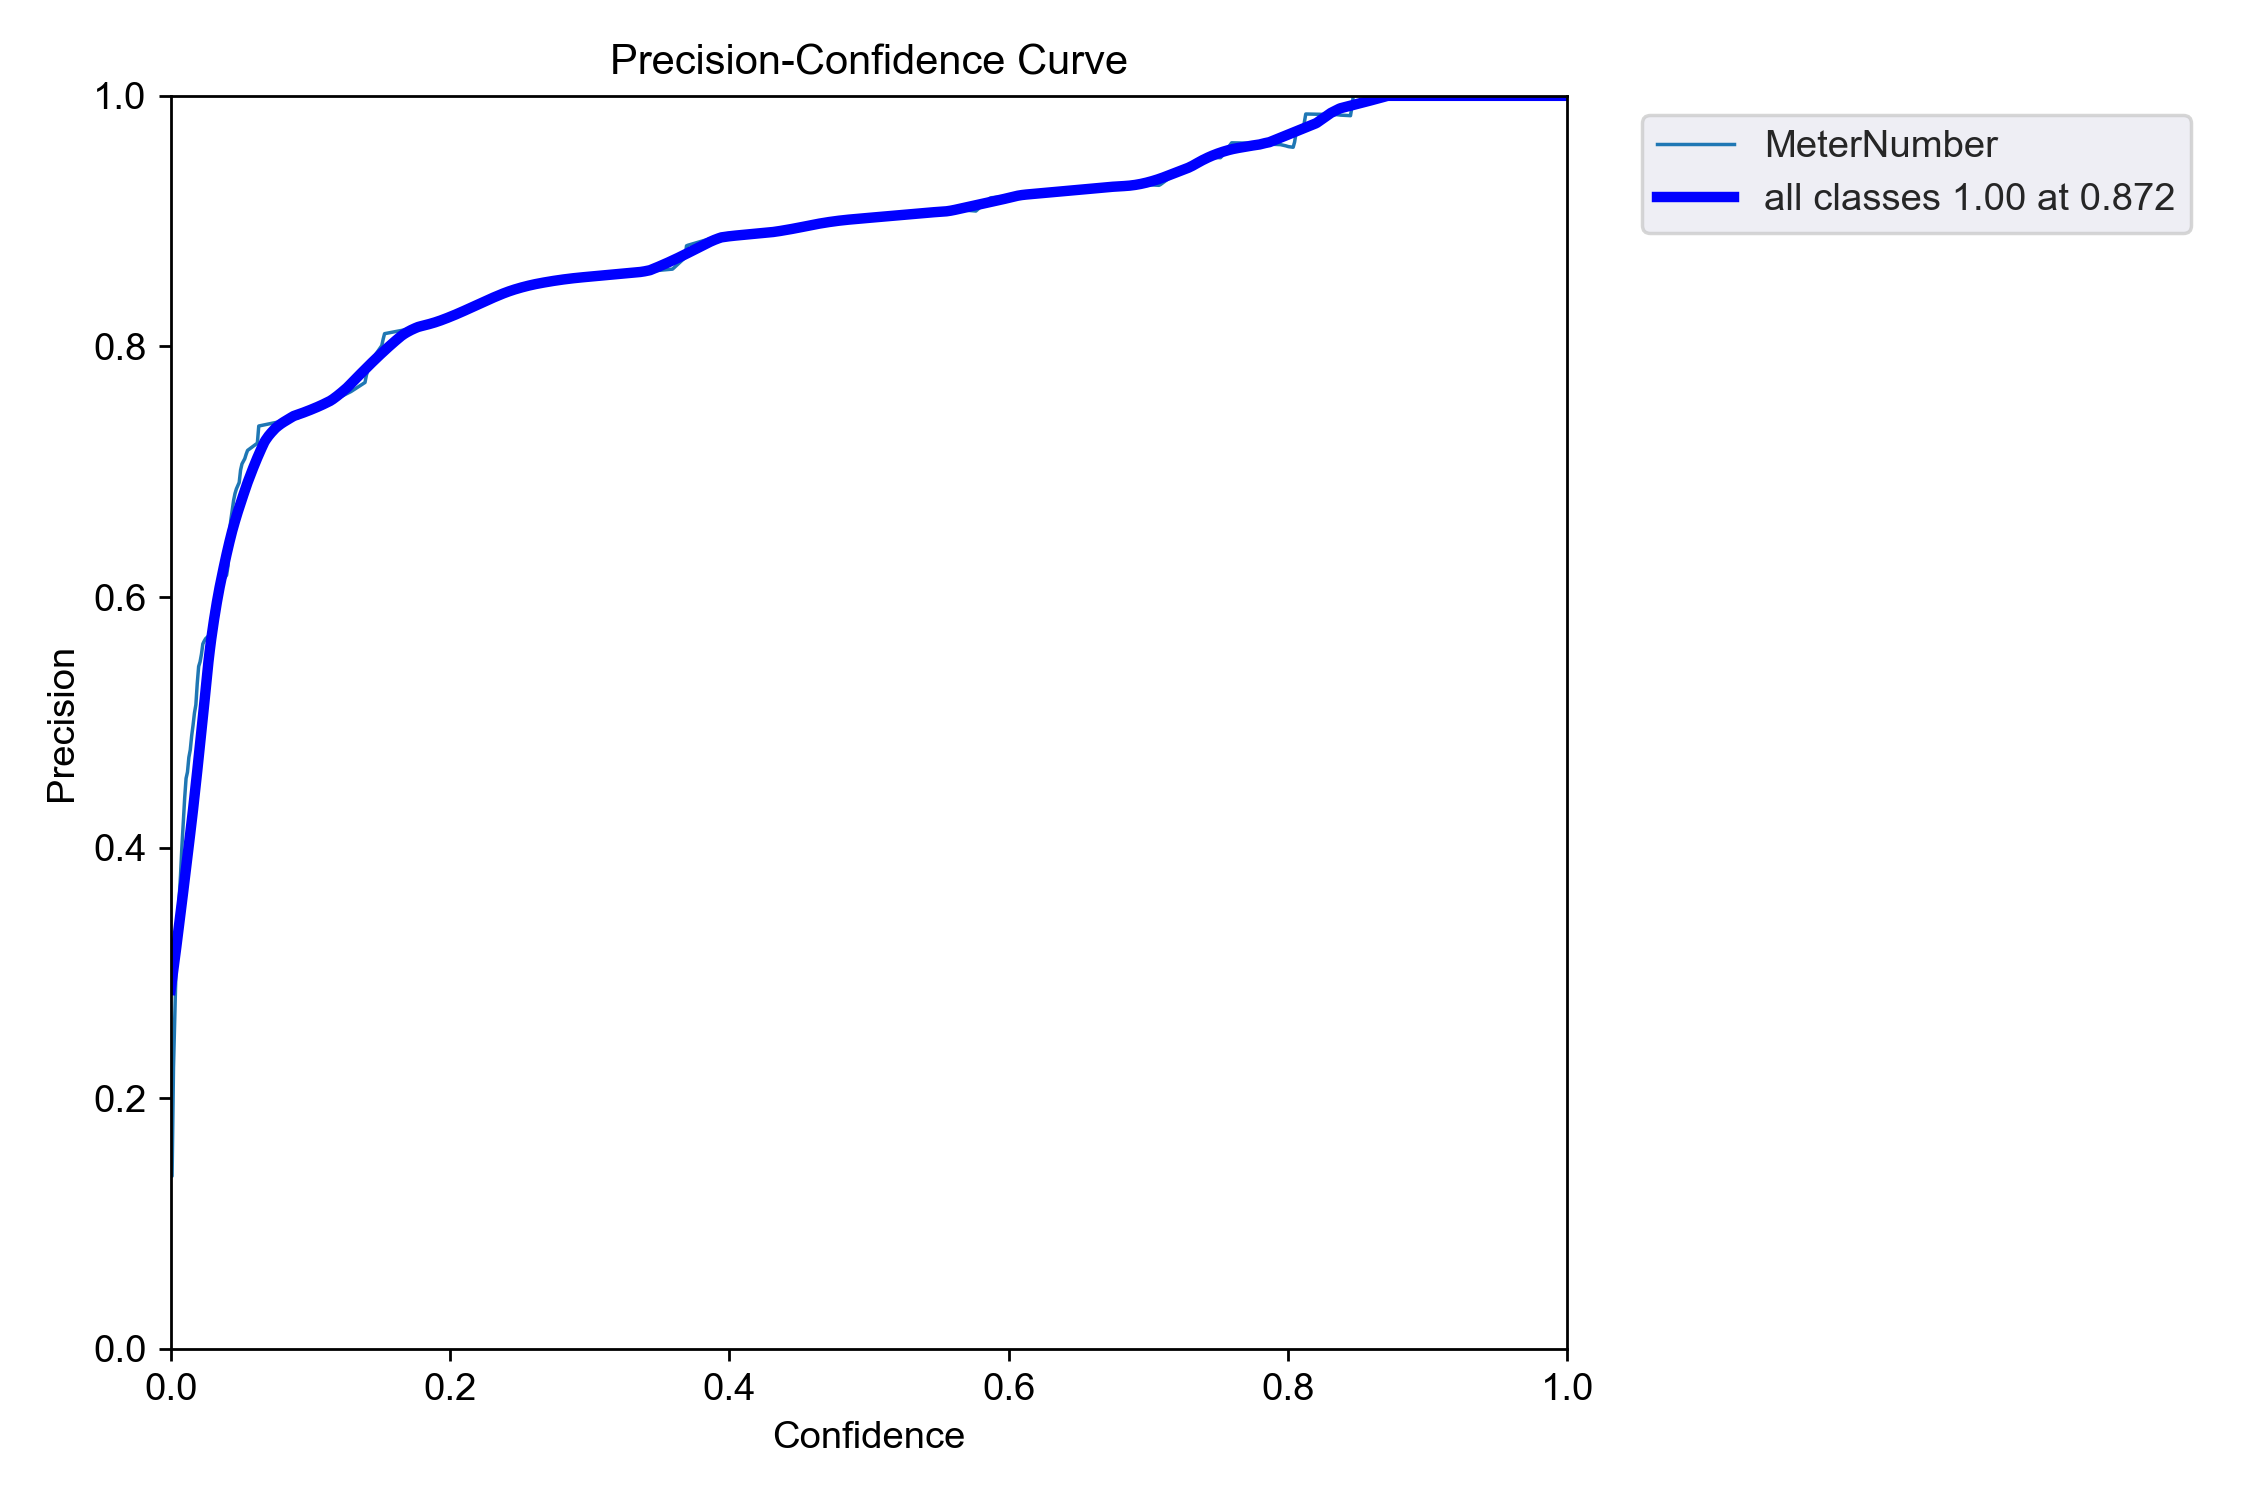 Precision-Confidence Curve
1.0
0.8
0.6
0.4
0.2
0.0
Precision
0.0 0.2 0.4 0.6 0.8 1.0
Confidence
MeterNumber
all classes 1.00 at 0.872